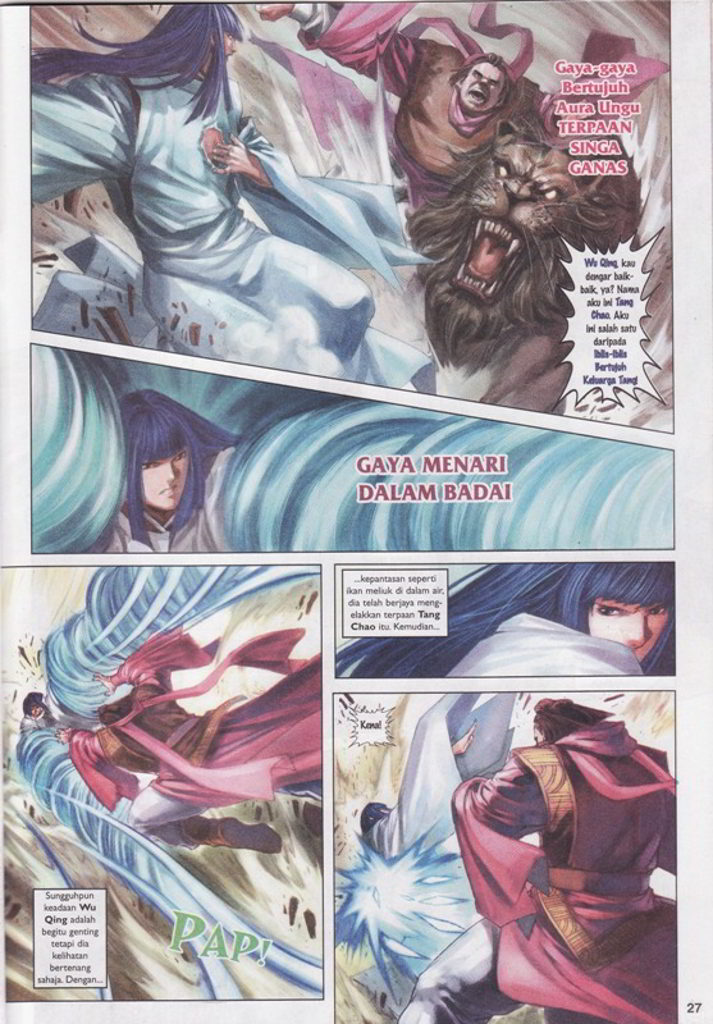 Gaya-gaya
Bertujuh
Aura Ungu
TERPAAN
SINGA
GANAS
Wu Qing, kau
dengar baik-
baik, ya? Nama
aku ini Tang
Chao. Aku
ini salah satu
daripada
Iblis-Iblis
Bertujuh
Keluarga Tang!
GAYA MENARI
DALAM BADAI
...kepantasan seperti
ikan meliuk di dalam air,
dia telah berjaya meng-
elakkan terpaan Tang
Chao itu. Kemudian...
Sungguhpun
keadaan Wu
Qing adalah
begitu genting
tetapi dia
kelihatan
bertenang
sahaja. Dengan...
PAP!
Kena!
27